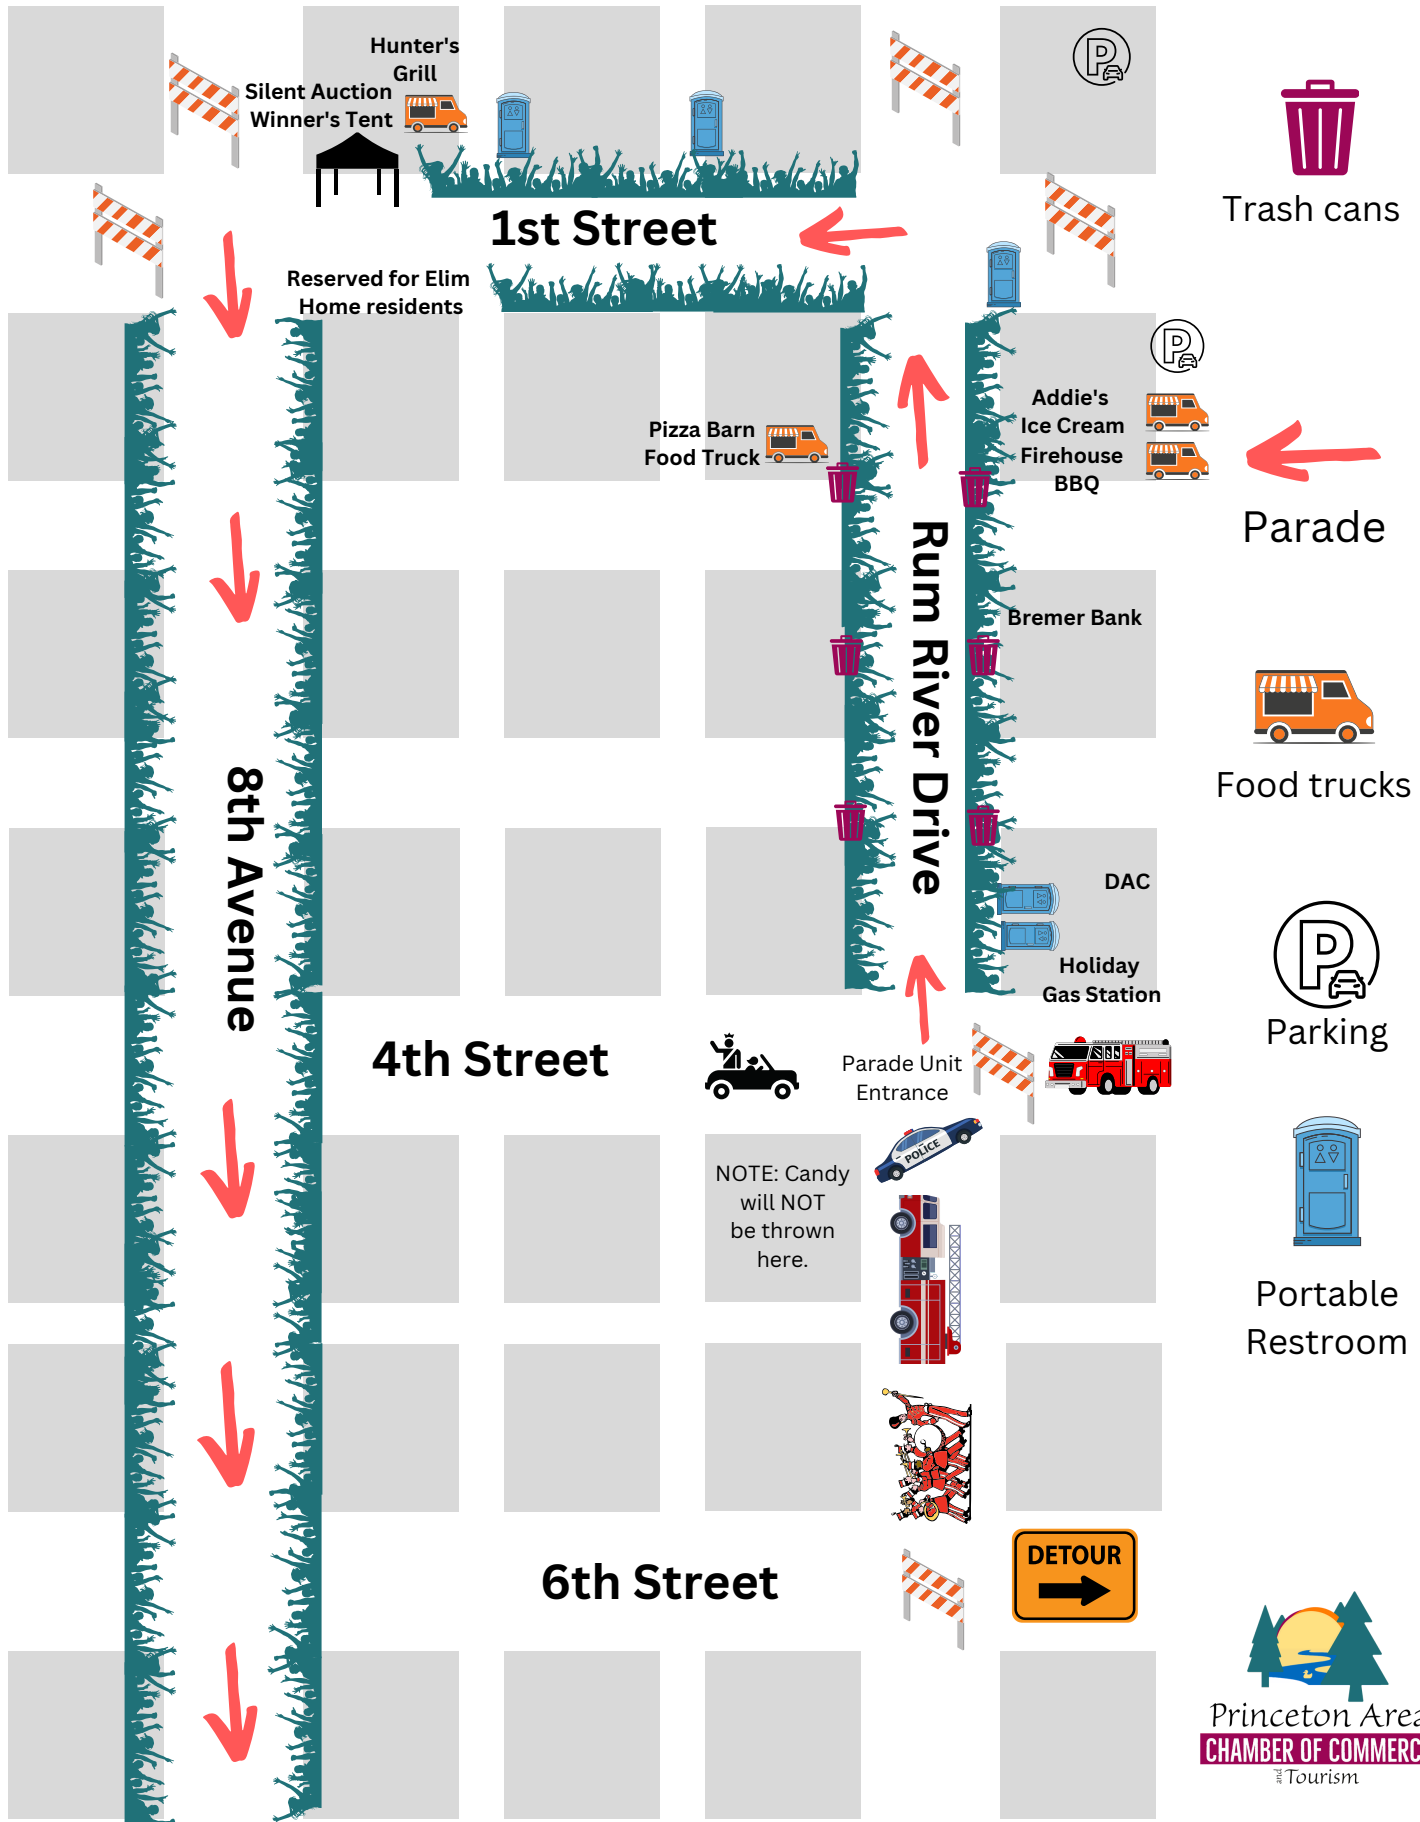 Hunter's
Grill
Silent Auction
Winner's Tent
P
Trash cans
1st Street
Reserved for Elim
Home residents
P
Addie's
Ice Cream
Firehouse
BBQ
Pizza Barn
Food Truck
Parade
Rum River Drive
Bremer Bank
Food trucks
8th Avenue
DAC
Holiday
Gas Station
P
Parking
4th Street
Parade Unit
Entrance
POLICE
NOTE: Candy
will NOT
be thrown
here.
Portable
Restroom
DETOUR
6th Street
Princeton Area
CHAMBER OF COMMERC
and Tourism